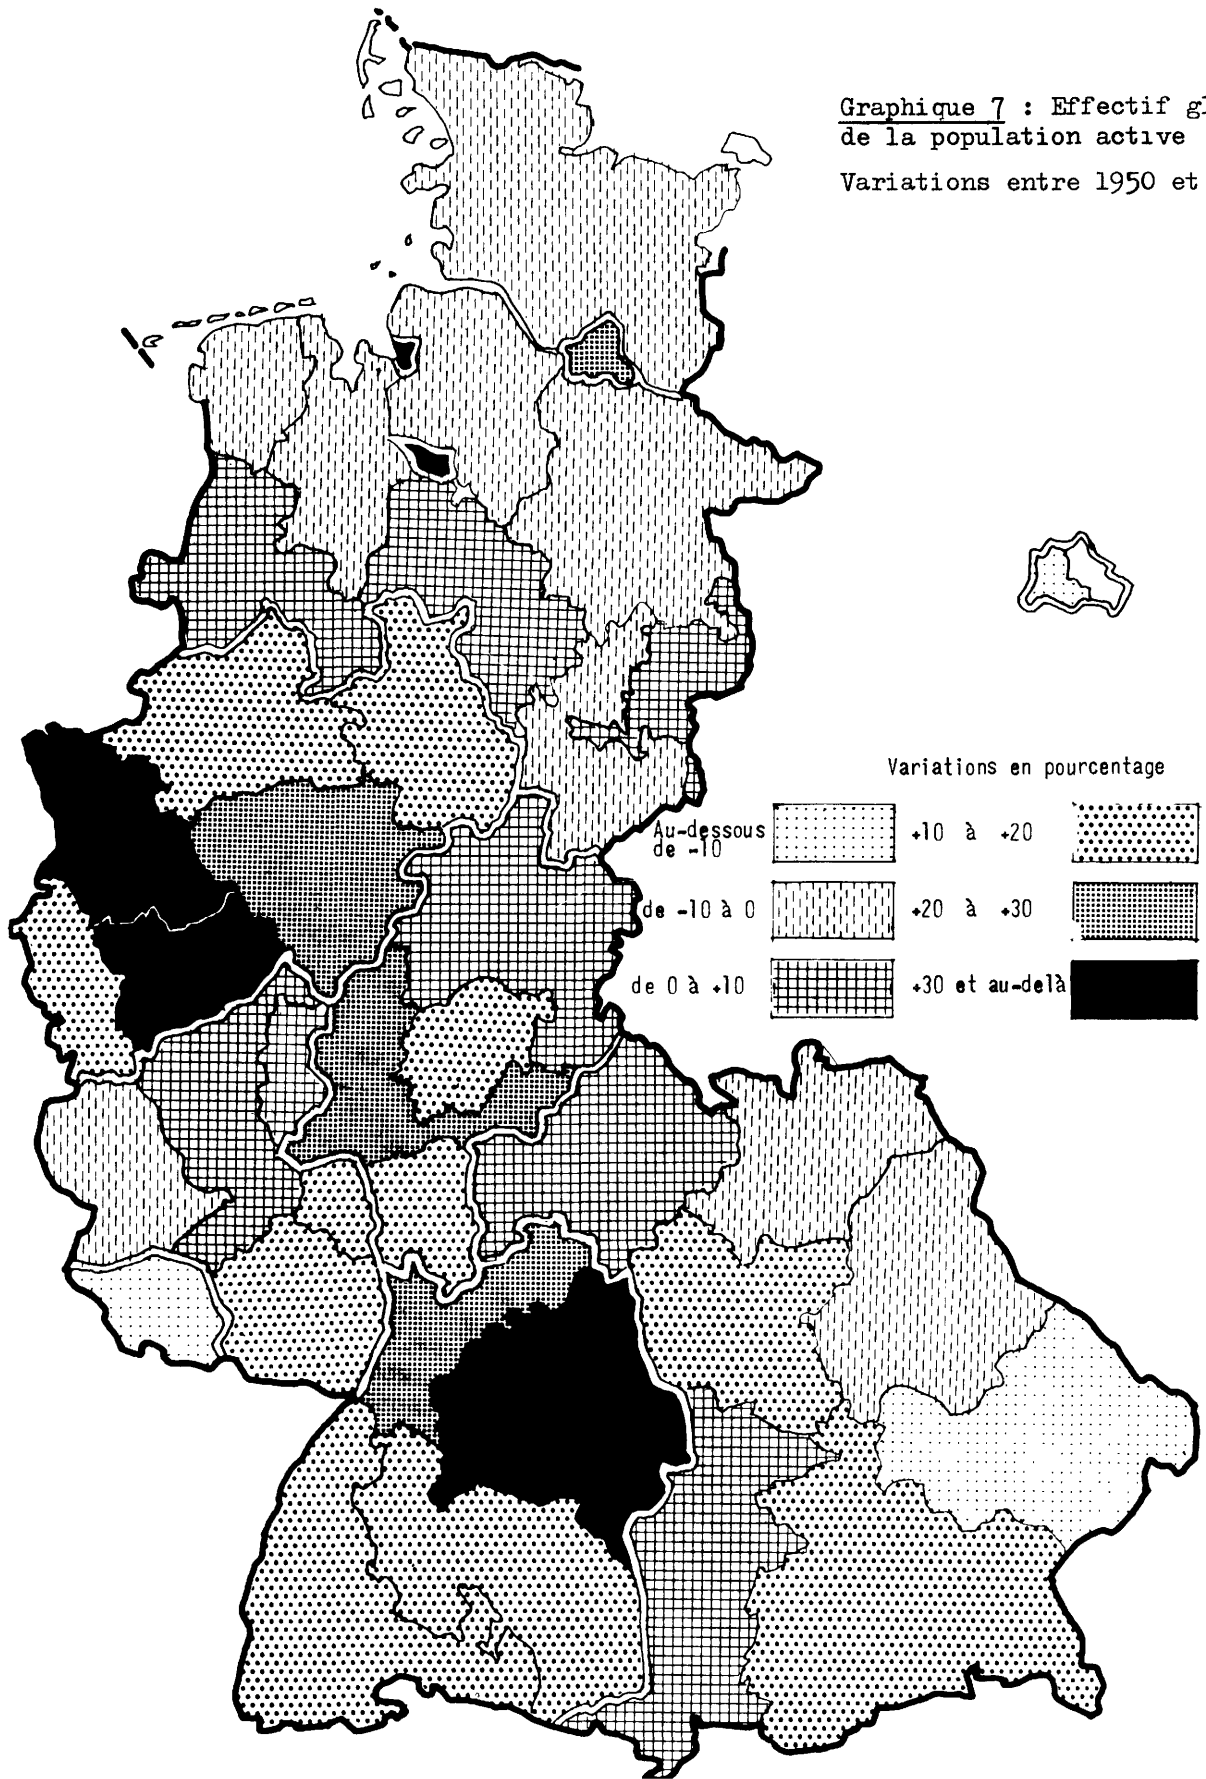 Graphique 7 : Effectif gl
de la population active
Variations entre 1950 et
Variations en pourcentage
Au-dessous
de -10
+10 à +20
de -10 à 0
+20 à +30
de 0 à +10
+30 et au-delà